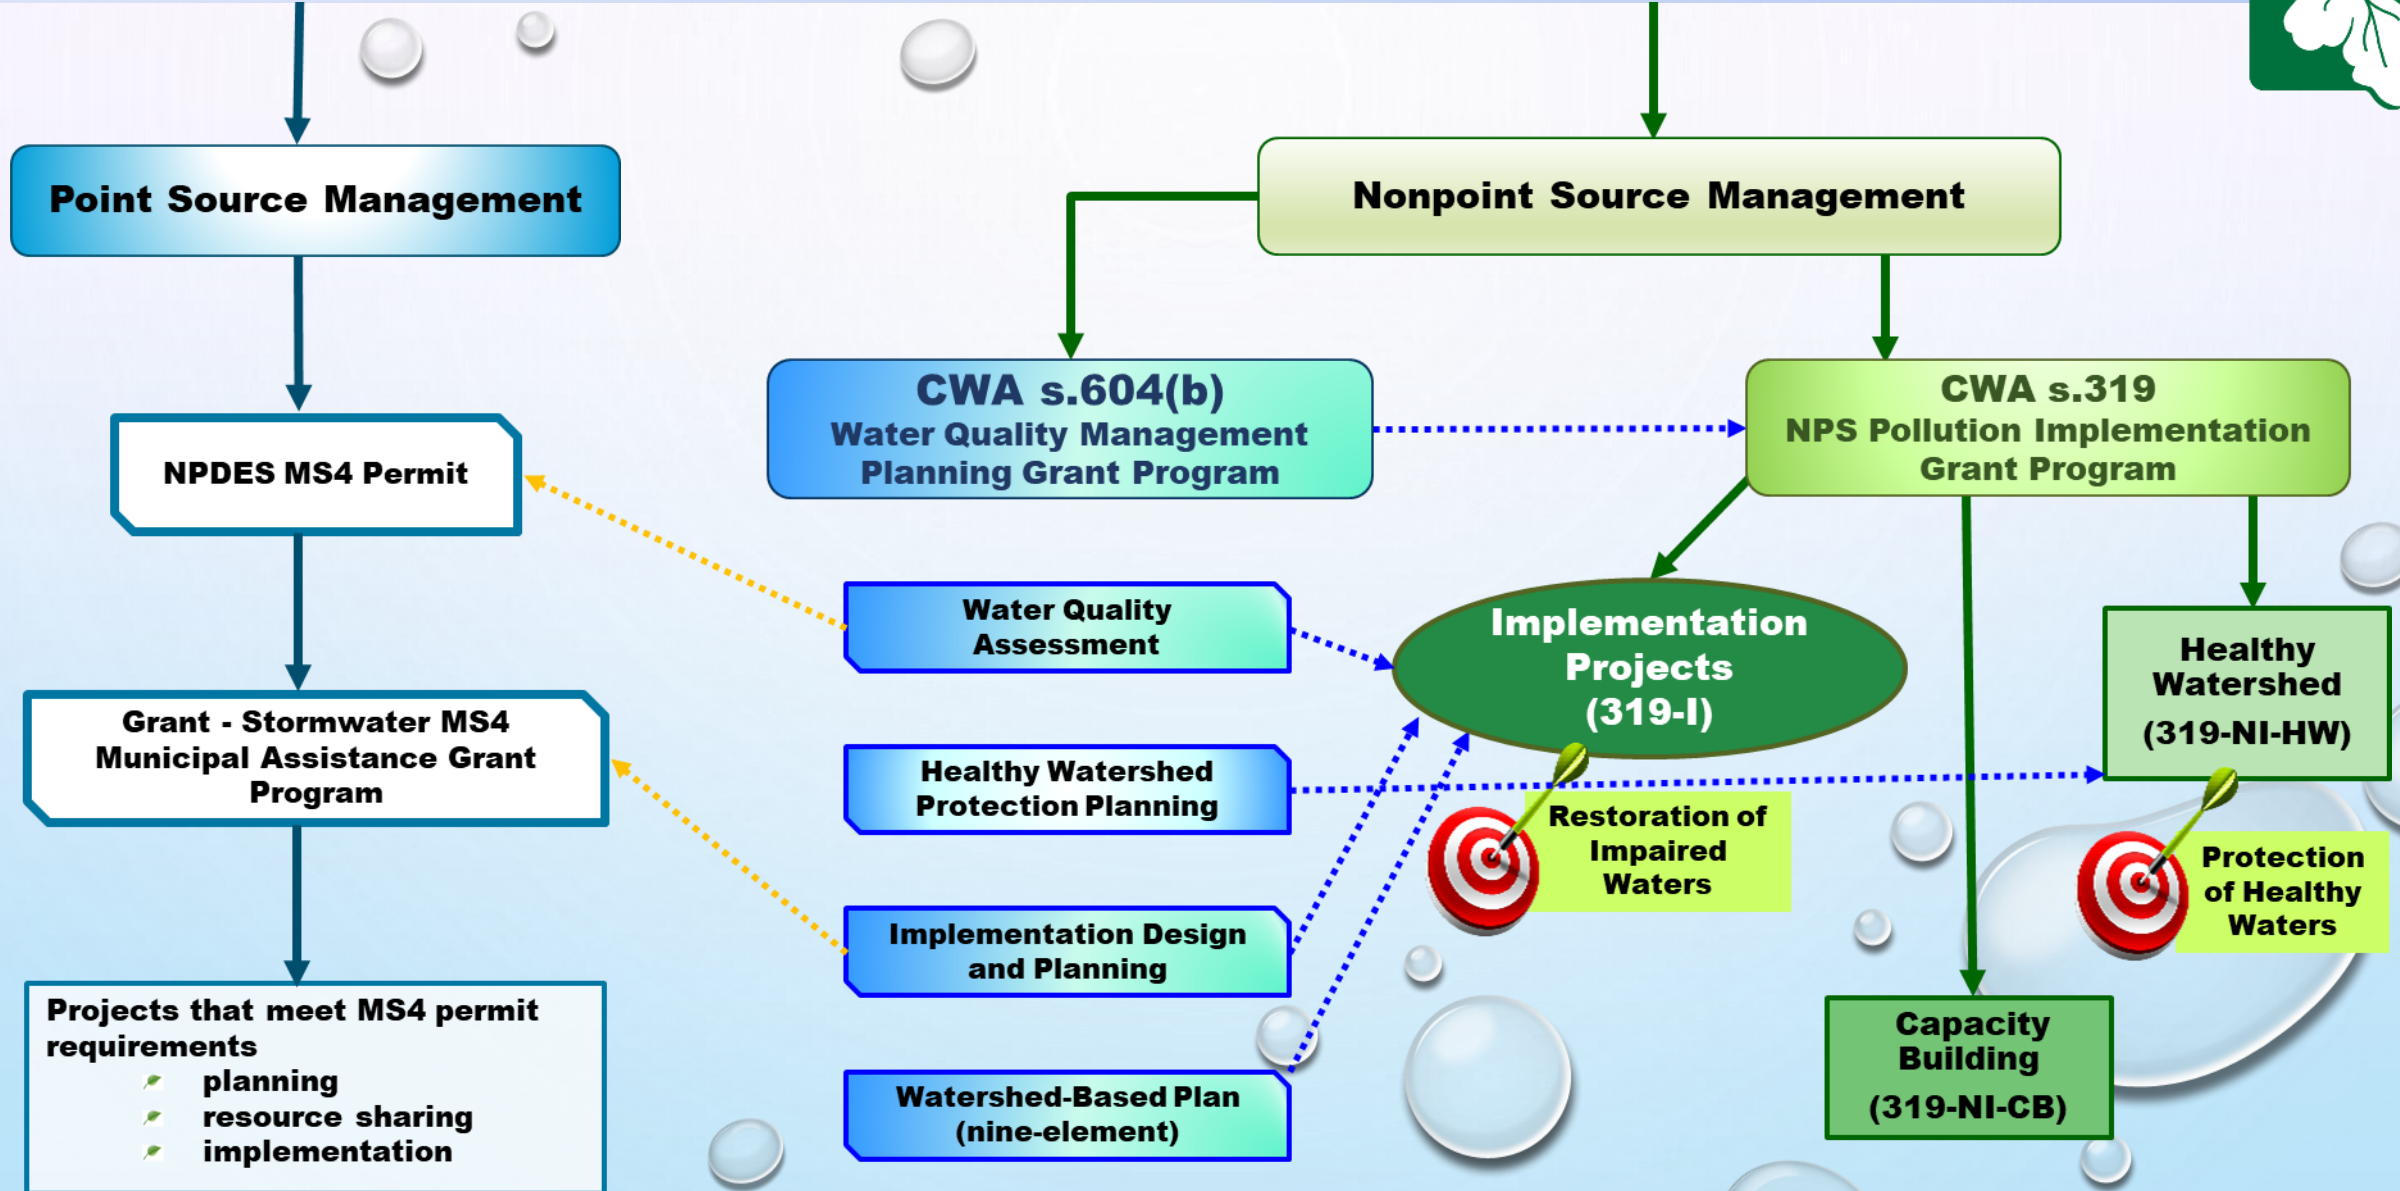 Point Source Management
Nonpoint Source Management
NPDES MS4 Permit
Grant - Stormwater MS4
Municipal Assistance Grant
Program
Projects that meet MS4 permit
requirements
planning
resource sharing
implementation
CWA s.604(b)
Water Quality Management
Planning Grant Program
Water Quality
Assessment
Healthy Watershed
Protection Planning
Implementation Design
and Planning
Watershed-Based Plan
(nine-element)
CWA s.319
NPS Pollution Implementation
Grant Program
Implementation
Projects
(319-I)
Restoration of
Impaired
Waters
Healthy
Watershed
(319-NI-HW)
Protection
of Healthy
Waters
Capacity
Building
(319-NI-CB)